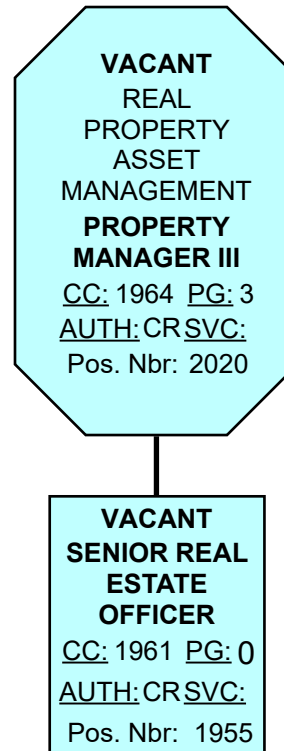 VACANT
REAL
PROPERTY
ASSET
MANAGEMENT
PROPERTY
MANAGER III
CC: 1964 PG: 3
AUTH: CR SVC:
Pos. Nbr: 2020
VACANT
SENIOR REAL
ESTATE
OFFICER
CC: 1961 PG: 0
AUTH: CR SVC:
Pos. Nbr: 1955